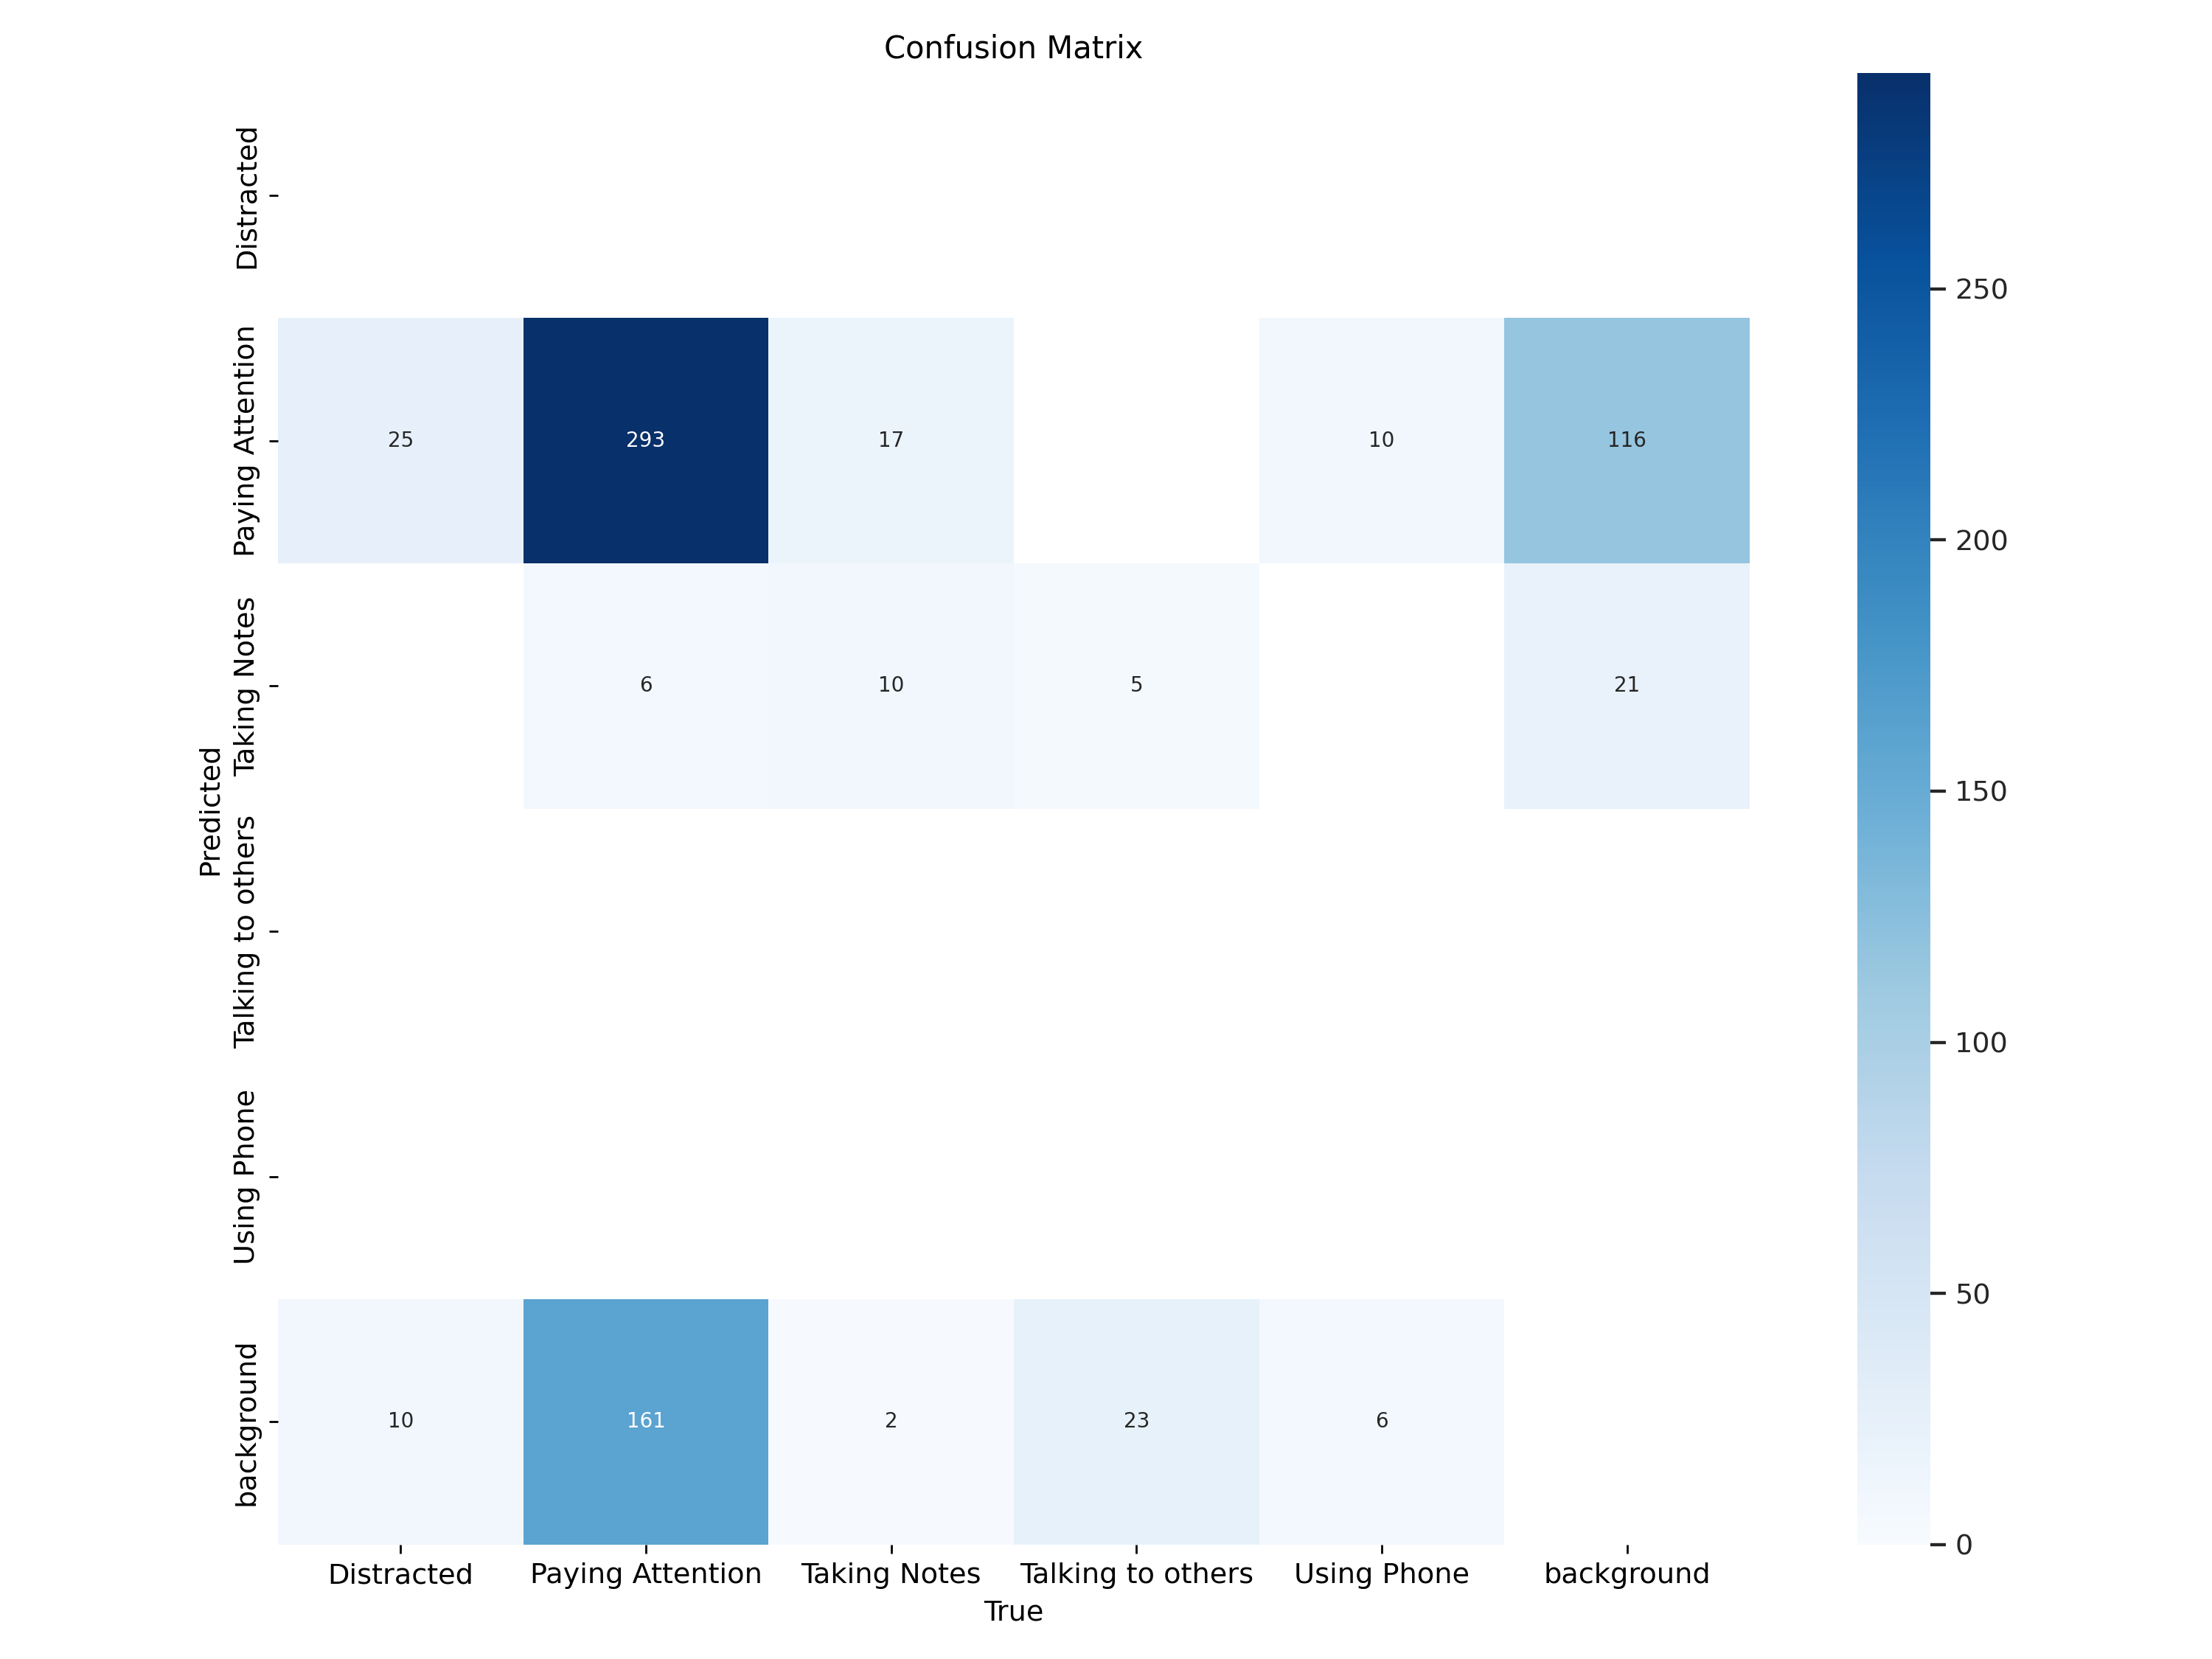 Confusion Matrix
Distracted
Paying Attention
25 293 17 10 116
Taking Notes
6 10 5 21
Talking to others
Using Phone
background
10 161 2 23 6
Predicted
Distracted Paying Attention Taking Notes Talking to others Using Phone background
True
250
200
150
100
50
0